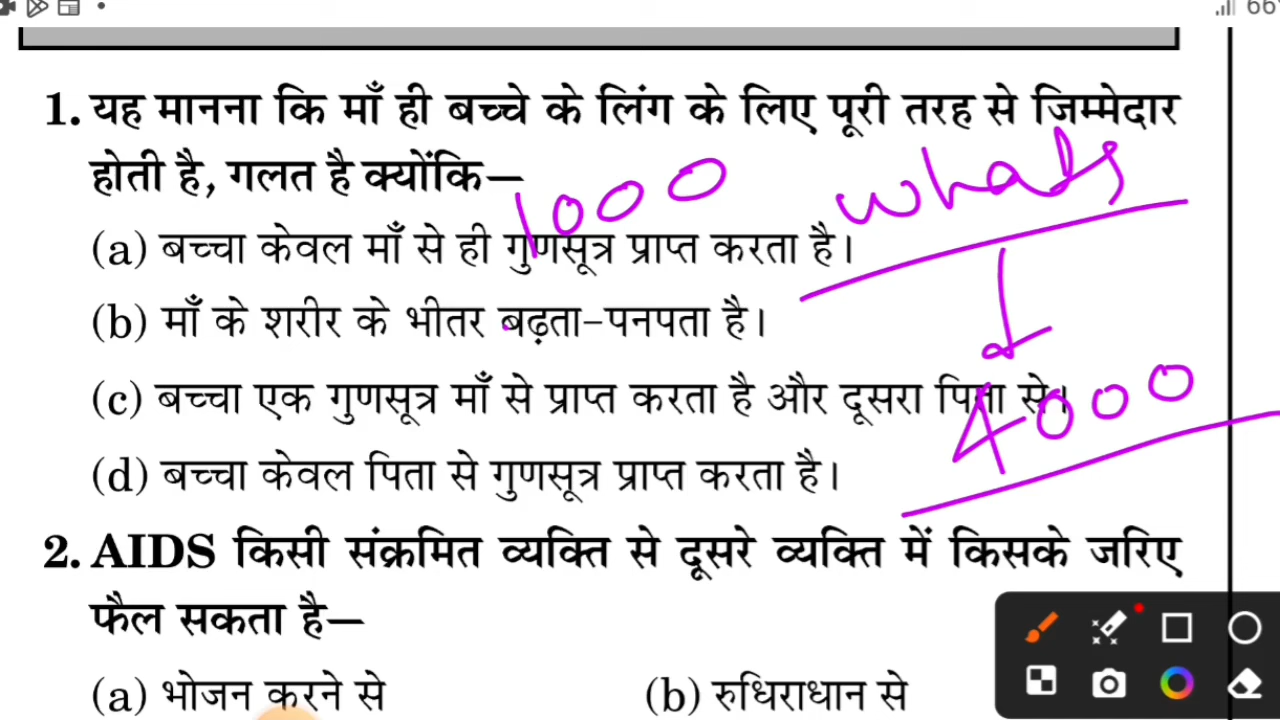 66
1. यह मानना कि माँ ही बच्चे के लिंग के लिए पूरी तरह से जिम्मेदार
होती है, गलत है क्योंकि—
1000
whats
(a) बच्चा केवल माँ से ही गुणसूत्र प्राप्त करता है।
(b) माँ के शरीर के भीतर बढ़ता-पनपता है।
(c) बच्चा एक गुणसूत्र माँ से प्राप्त करता है और दूसरा पिता से।
4000
(d) बच्चा केवल पिता से गुणसूत्र प्राप्त करता है।
2. AIDS किसी संक्रमित व्यक्ति से दूसरे व्यक्ति में किसके जरिए
फैल सकता है—
(a) भोजन करने से (b) रुधिराधान से